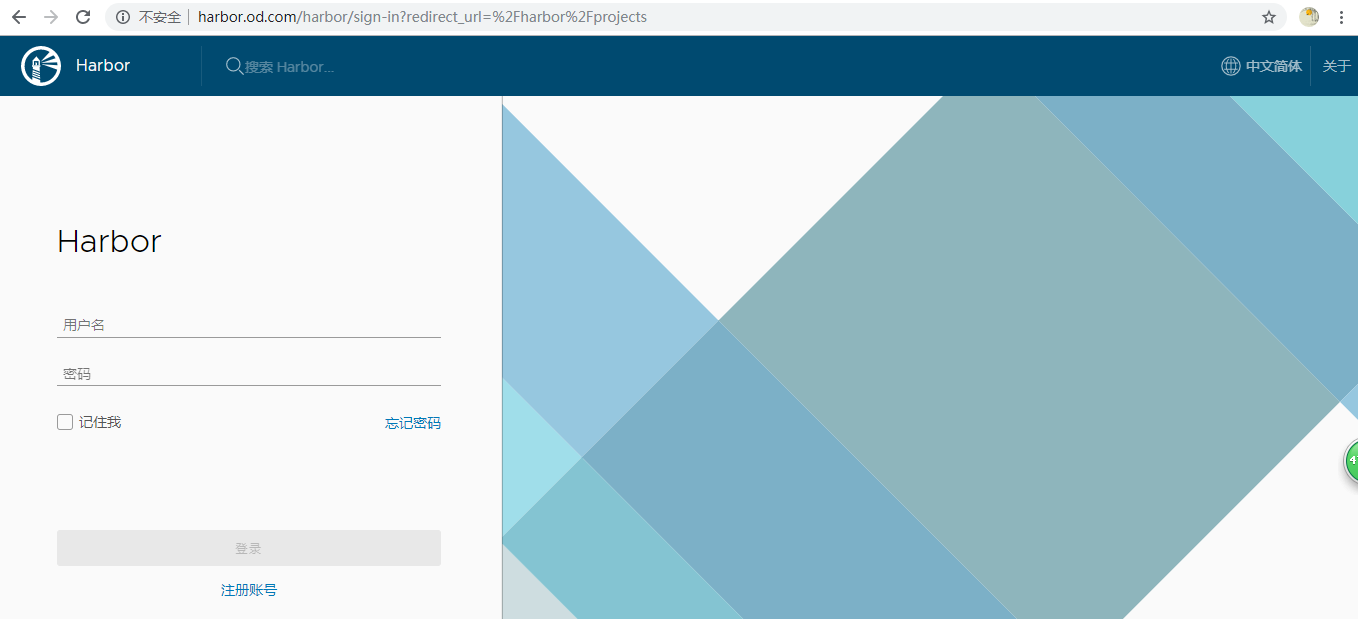 不安全 harbor.od.com/harbor/sign-in?redirect_url=%2Fharbor%2Fprojects
Harbor 搜索 Harbor... 中文简体 关于
Harbor
用户名
密码
记住我 忘记密码
4
登录
注册账号